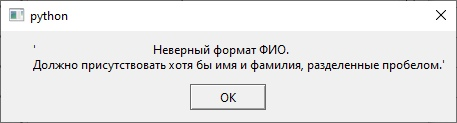 python
' Неверный формат ФИО.
Должно присутствовать хотя бы имя и фамилия, разделенные пробелом.'
OK